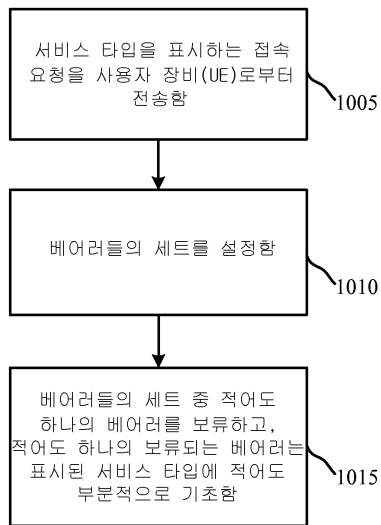 서비스 타입을 표시하는 접속
요청을 사용자 장비(UE)로부터
전송함
1005
베어러들의 세트를 설정함
1010
베어러들의 세트 중 적어도
하나의 베어러를 보류하고,
적어도 하나의 보류되는 베어러는
표시된 서비스 타입에 적어도
부분적으로 기초함
1015